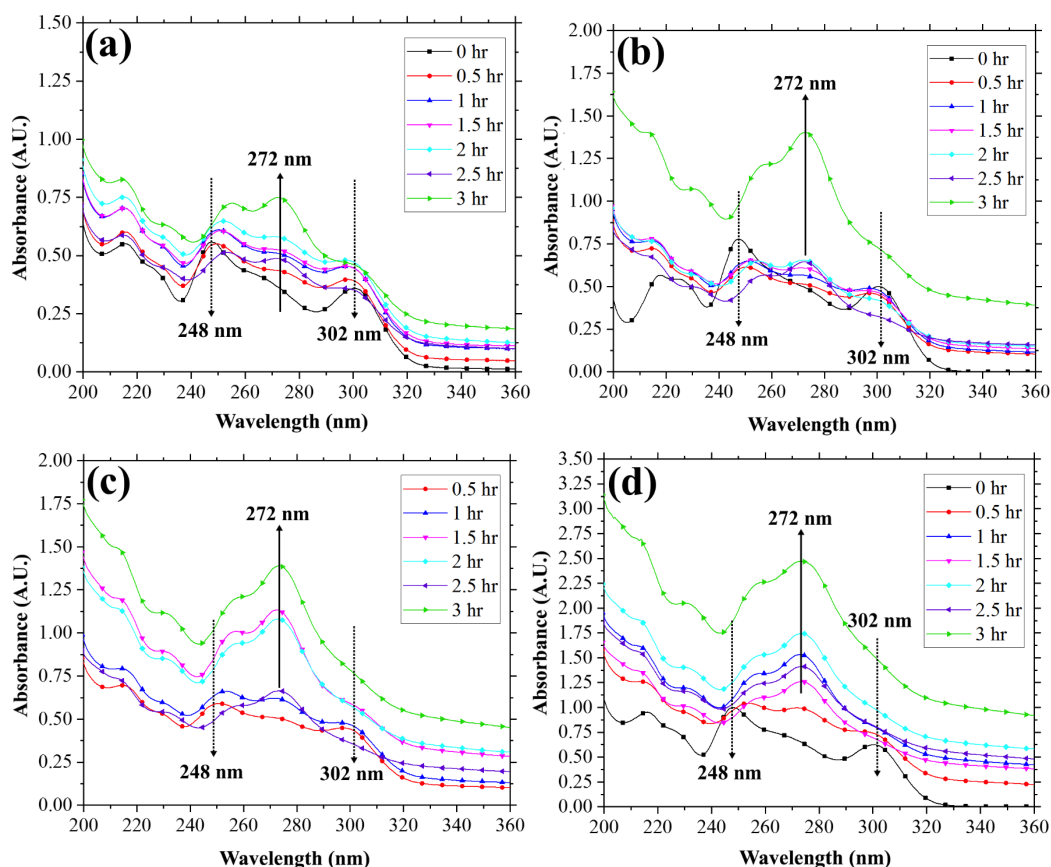 (a)
1.50
1.25
1.00
0.75
0.50
0.25
0.00
Absorbance (A.U.)
272 nm
248 nm
302 nm
0 hr
0.5 hr
1 hr
1.5 hr
2 hr
2.5 hr
3 hr
200 220 240 260 280 300 320 340 360
Wavelength (nm)
(b)
2.00
1.75
1.50
1.25
1.00
0.75
0.50
0.25
0.00
Absorbance (A.U.)
272 nm
248 nm
302 nm
0 hr
0.5 hr
1 hr
1.5 hr
2 hr
2.5 hr
3 hr
200 220 240 260 280 300 320 340 360
Wavelength (nm)
(c)
2.00
1.75
1.50
1.25
1.00
0.75
0.50
0.25
0.00
Absorbance (A.U.)
272 nm
248 nm
302 nm
0.5 hr
1 hr
1.5 hr
2 hr
2.5 hr
3 hr
200 220 240 260 280 300 320 340 360
Wavelength (nm)
(d)
3.50
3.25
3.00
2.75
2.50
2.25
2.00
1.75
1.50
1.25
1.00
0.75
0.50
0.25
0.00
Absorbance (A.U.)
272 nm
302 nm
248 nm
0 hr
0.5 hr
1 hr
1.5 hr
2 hr
2.5 hr
3 hr
200 220 240 260 280 300 320 340 360
Wavelength (nm)